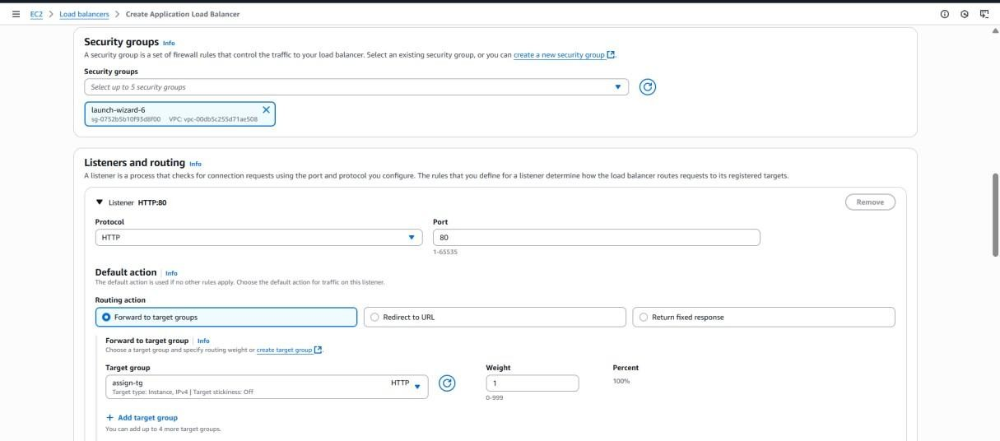 EC2 > Load balancers > Create Application Load Balancer
Security groups Info
A security group is a set of firewall rules that control the traffic to your load balancer. Select an existing security group, or you can create a new security group.
Security groups
Select up to 5 security groups
launch-wizard-6
sg-0752b5b10f93d8f00 VPC: vpc-00db5c255d71ae508
Listeners and routing Info
A listener is a process that checks for connection requests using the port and protocol you configure. The rules that you define for a listener determine how the load balancer routes requests to its registered targets.
Listener HTTP:80
Remove
Protocol Port
HTTP 80
1-65535
Default action Info
The default action is used if no other rules apply. Choose the default action for traffic on this listener.
Routing action
Forward to target groups Redirect to URL Return fixed response
Forward to target group Info
Choose a target group and specify routing weight or create target group.
Target group Weight Percent
assign-tg HTTP 1 100%
Target type: Instance, IPv4 | Target stickiness: Off
0-999
+ Add target group
You can add up to 4 more target groups.